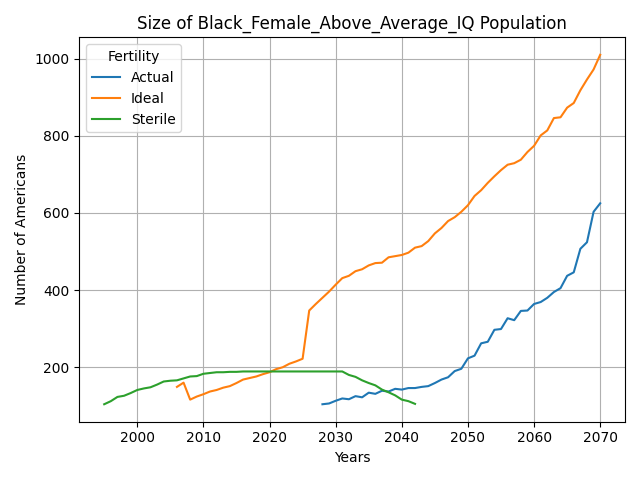 Size of Black_Female_Above_Average_IQ Population
Fertility
Actual
Ideal
Sterile
Number of Americans
1000
800
600
400
200
2000 2010 2020 2030 2040 2050 2060 2070
Years